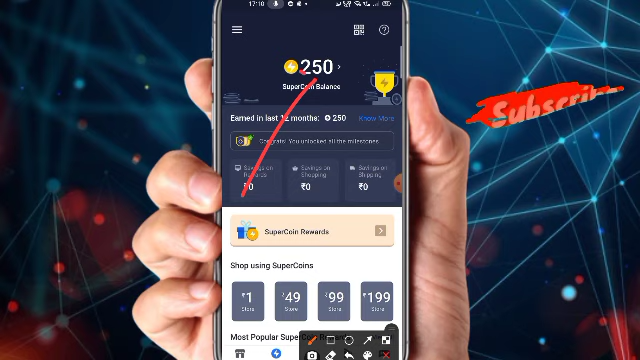 17:10
250
SuperCoin Balance
Earned in last 12 months: 250 Know More
Congrats! You unlocked all the milestones
Savings on Rewards
₹0
Savings on Shopping
₹0
Savings on Shipping
₹0
SuperCoin Rewards
Shop using SuperCoins
₹1
Store
₹49
Store
₹99
Store
₹199
Store
Most Popular SuperCoin
Subscribe